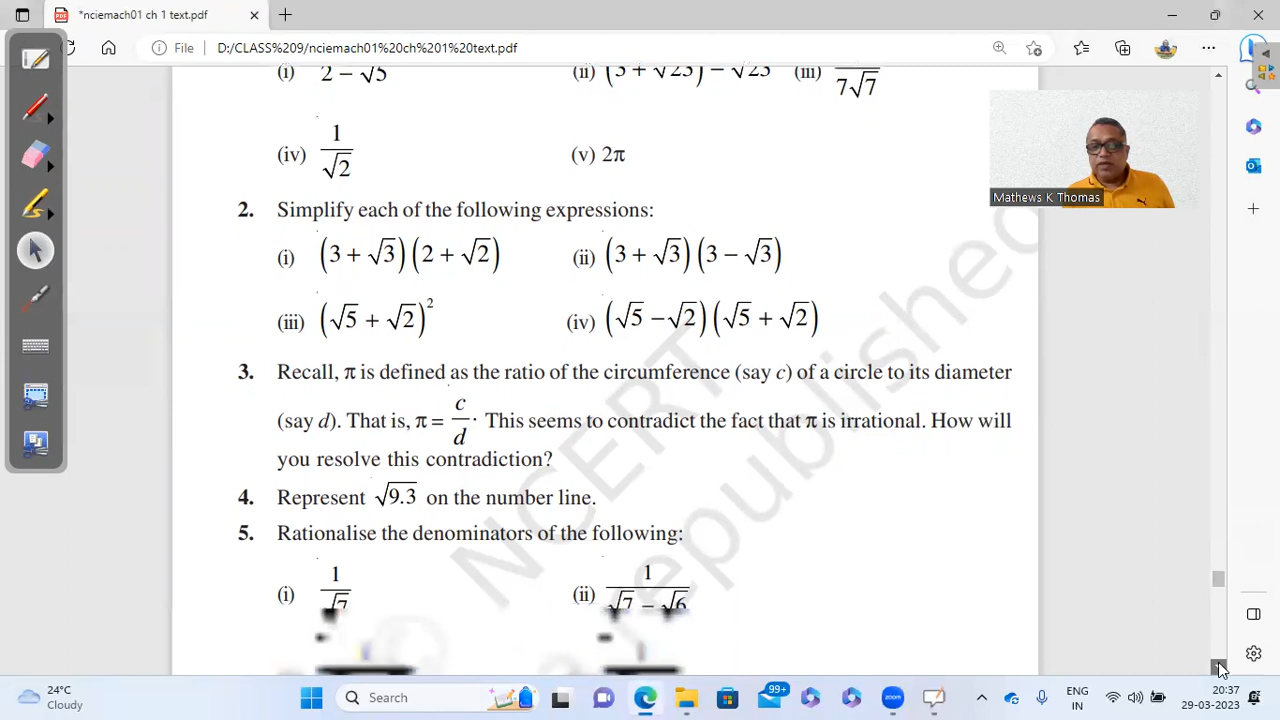 *nciemach01 ch 1 text.pdf
File D:/CLASS%209/nciemach01%20ch%201%20text.pdf
(i) 2 − √5 (ii) (3 + √23) − √23 (iii) 7√7
(iv) 1/√2 (v) 2π
Mathews K Thomas
2. Simplify each of the following expressions:
(i) (3 + √3)(2 + √2) (ii) (3 + √3)(3 − √3)
(iii) (√5 + √2)² (iv) (√5 − √2)(√5 + √2)
3. Recall, π is defined as the ratio of the circumference (say c) of a circle to its diameter
(say d). That is, π = c/d. This seems to contradict the fact that π is irrational. How will
you resolve this contradiction?
4. Represent √9.3 on the number line.
5. Rationalise the denominators of the following:
(i) 1/√7 (ii) 1/(√7 − √6)
© NCERT
republished
24°C
Cloudy
Search
99+
ENG
IN
20:37
29-03-2023